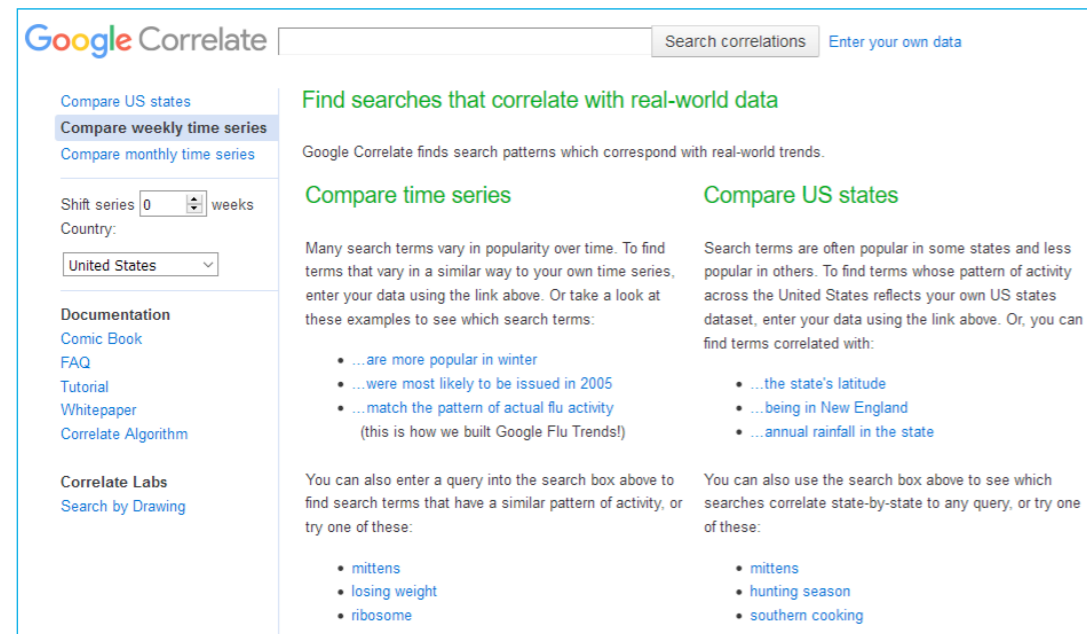 Google Correlate
Search correlations
Enter your own data
Compare US states
Compare weekly time series
Compare monthly time series
Shift series 0 weeks
Country:
United States
Documentation
Comic Book
FAQ
Tutorial
Whitepaper
Correlate Algorithm
Correlate Labs
Search by Drawing
Find searches that correlate with real-world data
Google Correlate finds search patterns which correspond with real-world trends.
Compare time series
Many search terms vary in popularity over time. To find
terms that vary in a similar way to your own time series,
enter your data using the link above. Or take a look at
these examples to see which search terms:
• ...are more popular in winter
• ...were most likely to be issued in 2005
• ...match the pattern of actual flu activity
(this is how we built Google Flu Trends!)
You can also enter a query into the search box above to
find search terms that have a similar pattern of activity, or
try one of these:
• mittens
• losing weight
• ribosome
Compare US states
Search terms are often popular in some states and less
popular in others. To find terms whose pattern of activity
across the United States reflects your own US states
dataset, enter your data using the link above. Or, you can
find terms correlated with:
• ...the state's latitude
• ...being in New England
• ...annual rainfall in the state
You can also use the search box above to see which
searches correlate state-by-state to any query, or try one
of these:
• mittens
• hunting season
• southern cooking